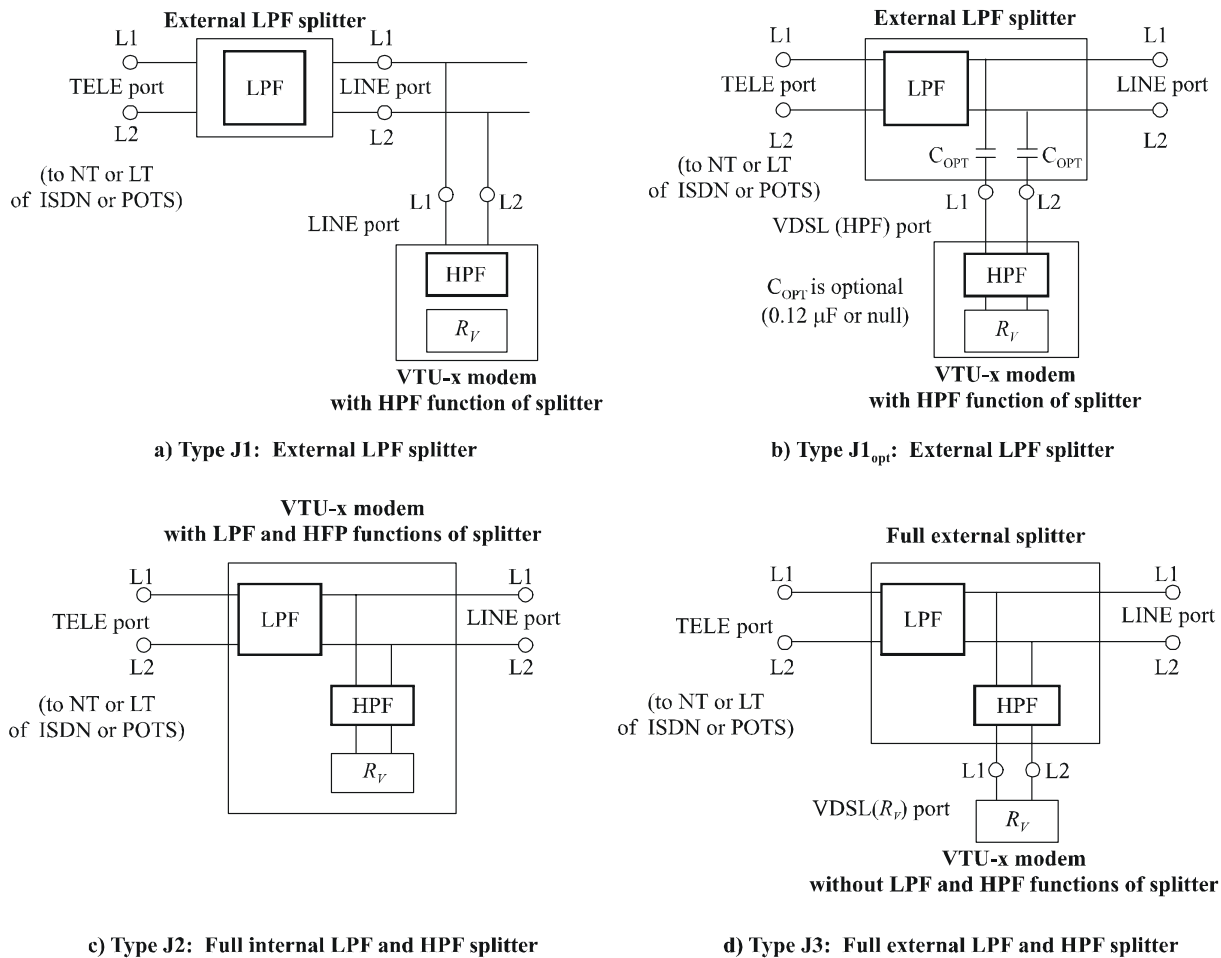 External LPF splitter
L1
L1
TELE port
LPF
LINE port
L2
L2
(to NT or LT
of ISDN or POTS)
L1
L2
LINE port
HPF
R_V
VTU-x modem
with HPF function of splitter
a) Type J1: External LPF splitter
External LPF splitter
L1
L1
TELE port
LPF
LINE port
L2
L2
(to NT or LT
of ISDN or POTS)
C_OPT
C_OPT
L1
L2
VDSL (HPF) port
HPF
C_OPT is optional
(0.12 μF or null)
R_V
VTU-x modem
with HPF function of splitter
b) Type J1_opt: External LPF splitter
VTU-x modem
with LPF and HFP functions of splitter
L1
L1
TELE port
LPF
LINE port
L2
L2
(to NT or LT
of ISDN or POTS)
HPF
R_V
c) Type J2: Full internal LPF and HPF splitter
Full external splitter
L1
L1
TELE port
LPF
LINE port
L2
L2
(to NT or LT
of ISDN or POTS)
HPF
L1
L2
VDSL(R_V) port
R_V
VTU-x modem
without LPF and HPF functions of splitter
d) Type J3: Full external LPF and HPF splitter